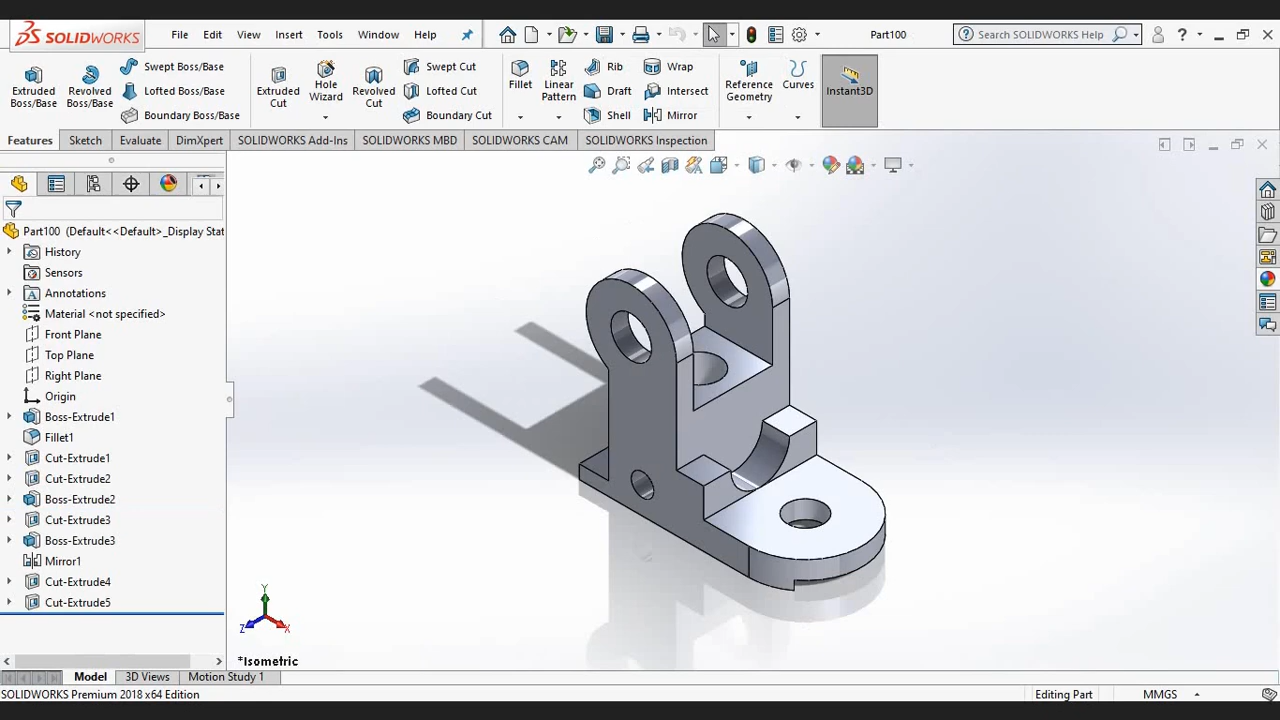 SOLIDWORKS File Edit View Insert Tools Window Help Part100 Search SOLIDWORKS Help ?
Extruded Boss/Base
Revolved Boss/Base
Swept Boss/Base
Lofted Boss/Base
Boundary Boss/Base
Extruded Cut
Hole Wizard
Revolved Cut
Swept Cut
Lofted Cut
Boundary Cut
Fillet
Linear Pattern
Rib
Draft
Shell
Wrap
Intersect
Mirror
Reference Geometry
Curves
Instant3D
Features Sketch Evaluate DimXpert SOLIDWORKS Add-Ins SOLIDWORKS MBD SOLIDWORKS CAM SOLIDWORKS Inspection
Part100 (Default<<Default>_Display Stat
History
Sensors
Annotations
Material <not specified>
Front Plane
Top Plane
Right Plane
Origin
Boss-Extrude1
Fillet1
Cut-Extrude1
Cut-Extrude2
Boss-Extrude2
Cut-Extrude3
Boss-Extrude3
Mirror1
Cut-Extrude4
Cut-Extrude5
Y
Z
X
*Isometric
Model 3D Views Motion Study 1
SOLIDWORKS Premium 2018 x64 Edition Editing Part MMGS